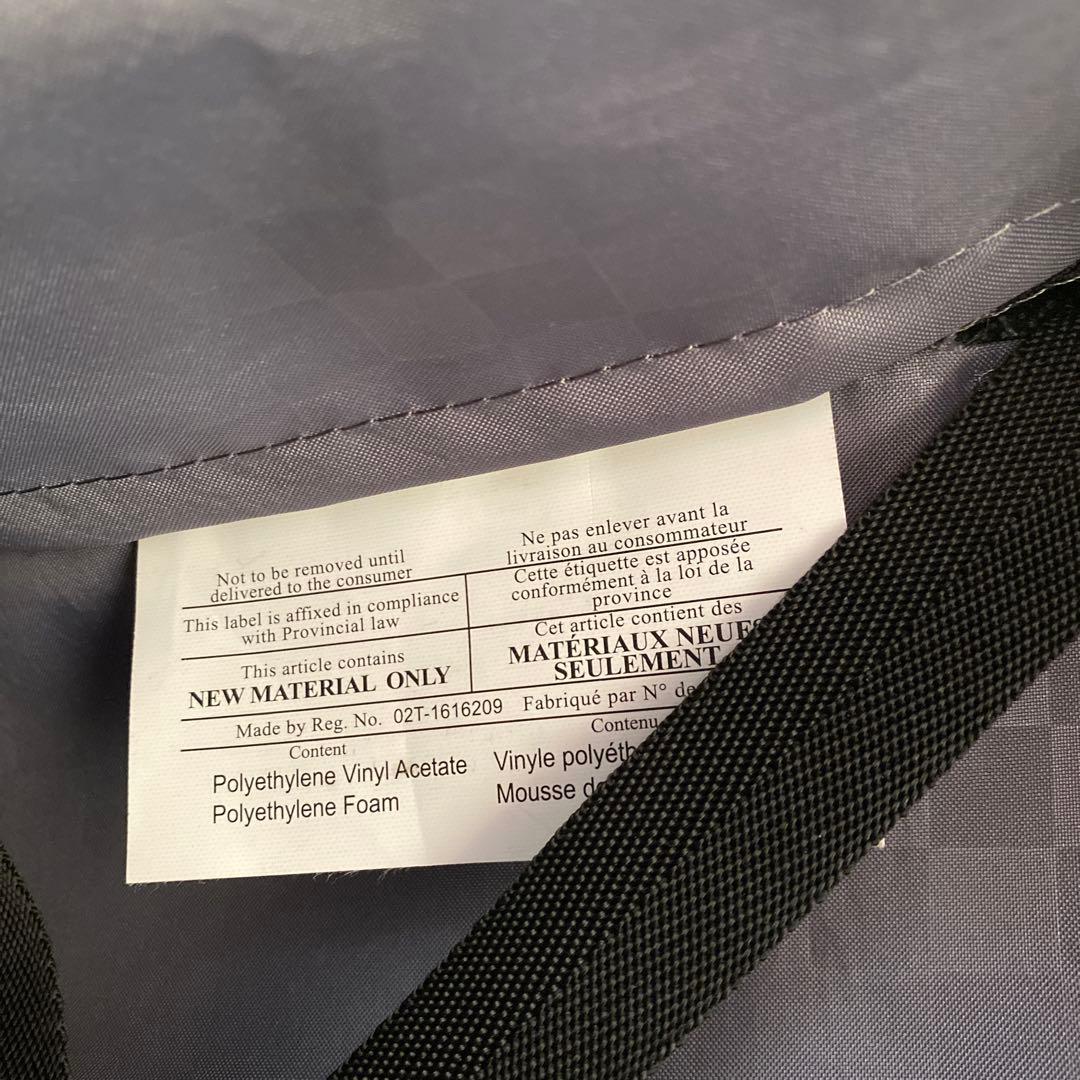 Not to be removed until
delivered to the consumer
Ne pas enlever avant la
livraison au consommateur
This label is affixed in compliance
with Provincial law
Cette étiquette est apposée
conformément à la loi de la
province
This article contains
NEW MATERIAL ONLY
Cet article contient des
MATÉRIAUX NEUFS
SEULEMENT
Made by Reg. No. 02T-1616209 Fabriqué par N° de
Content
Polyethylene Vinyl Acetate
Polyethylene Foam
Contenu
Vinyle
Mousse